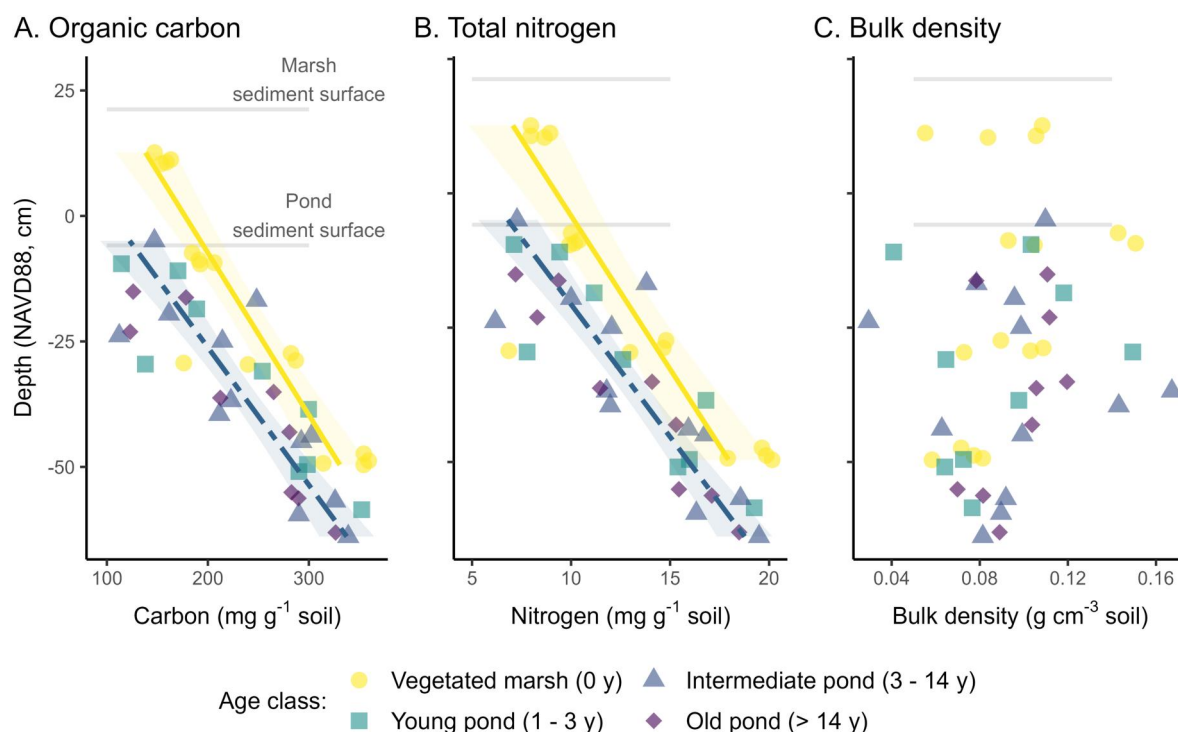 A. Organic carbon
B. Total nitrogen
C. Bulk density
Marsh
sediment surface
Pond
sediment surface
Depth (NAVD88, cm)
25
0
-25
-50
100 200 300
5 10 15 20
0.04 0.08 0.12 0.16
Carbon (mg g⁻¹ soil)
Nitrogen (mg g⁻¹ soil)
Bulk density (g cm⁻³ soil)
Age class:
Vegetated marsh (0 y)
Intermediate pond (3 - 14 y)
Young pond (1 - 3 y)
Old pond (> 14 y)